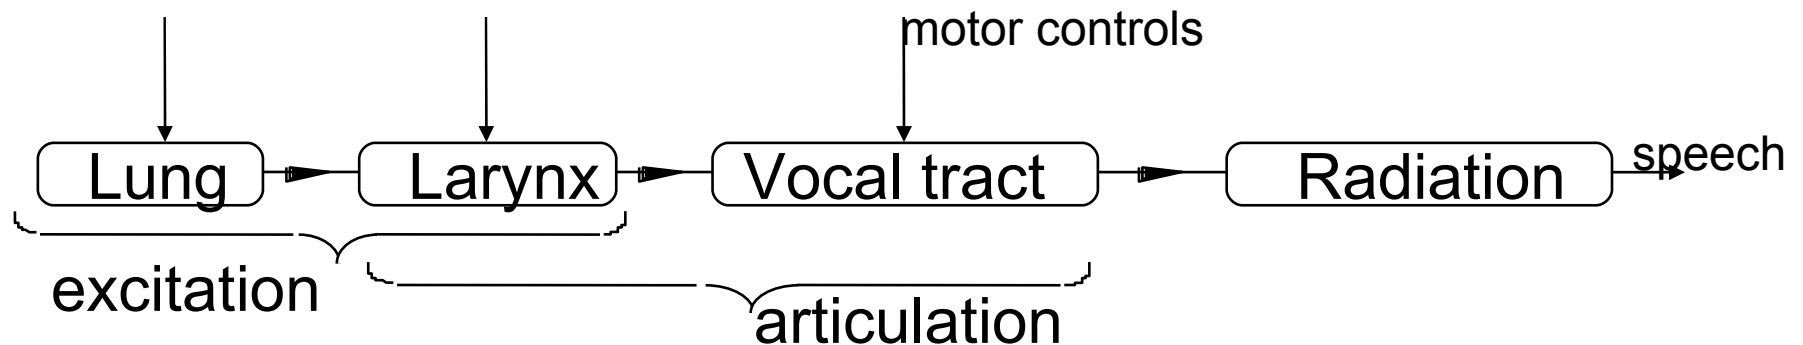 motor controls
Lung Larynx Vocal tract Radiation speech
excitation
articulation